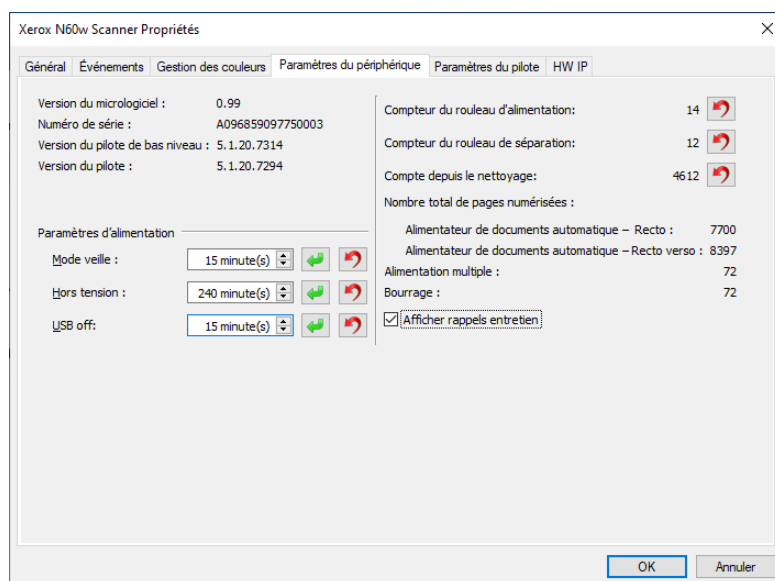 Xerox N60w Scanner Propriétés
Général Événements Gestion des couleurs Paramètres du périphérique Paramètres du pilote HW IP
Version du micrologiciel : 0.99
Numéro de série : A096859097750003
Version du pilote de bas niveau : 5.1.20.7314
Version du pilote : 5.1.20.7294
Paramètres d'alimentation
Mode veille : 15 minute(s)
Hors tension : 240 minute(s)
USB off: 15 minute(s)
Compteur du rouleau d'alimentation: 14
Compteur du rouleau de séparation: 12
Compte depuis le nettoyage: 4612
Nombre total de pages numérisées :
Alimentateur de documents automatique – Recto : 7700
Alimentateur de documents automatique – Recto verso : 8397
Alimentation multiple : 72
Bourrage : 72
Afficher rappels entretien
OK Annuler